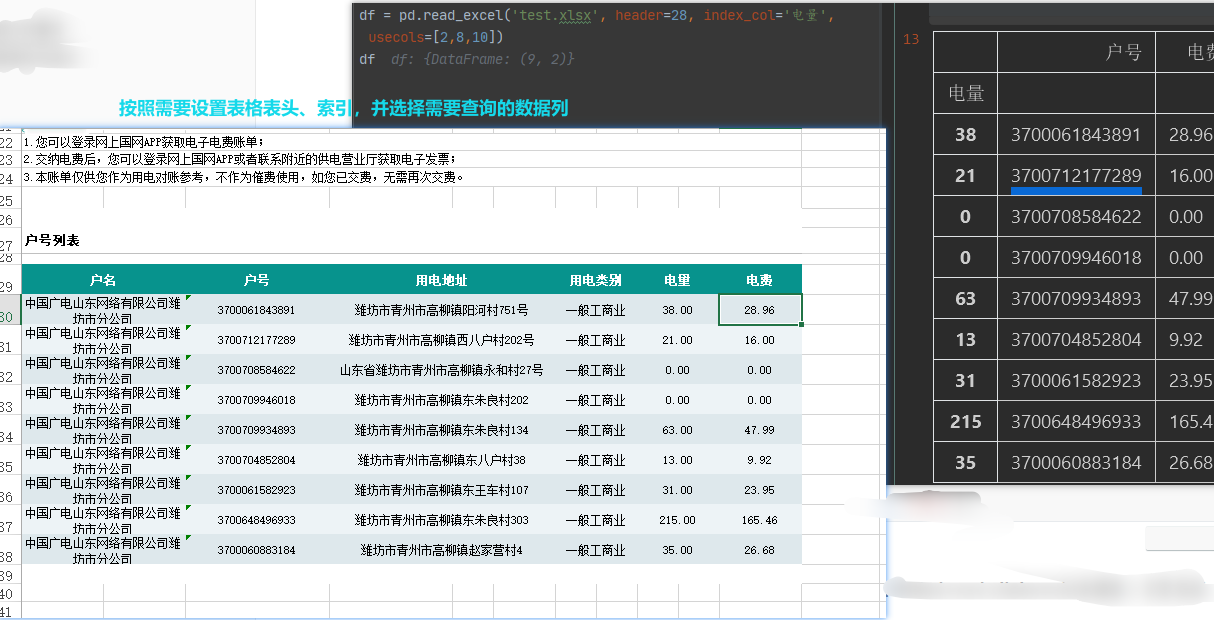 df = pd.read_excel('test.xlsx', header=28, index_col='电量',
usecols=[2,8,10])
df df: {DataFrame: (9, 2)}
按照需要设置表格表头、索引，并选择需要查询的数据列
13
户号 电费
电量
38 3700061843891 28.96
21 3700712177289 16.00
0 3700708584622 0.00
0 3700709946018 0.00
63 3700709934893 47.99
13 3700704852804 9.92
31 3700061582923 23.95
215 3700648496933 165.4
35 3700060883184 26.68
22 1.您可以登录网上国网APP获取电子电费账单；
23 2.交纳电费后，您可以登录网上国网APP或者联系附近的供电营业厅获取电子发票；
24 3.本账单仅供您作为用电对账参考，不作为催费使用，如您已交费，无需再次交费。
25
26
27 户号列表
28
29 户名 户号 用电地址 用电类别 电量 电费
30 中国广电山东网络有限公司潍坊市分公司 3700061843891 潍坊市青州市高柳镇阳河村751号 一般工商业 38.00 28.96
31 中国广电山东网络有限公司潍坊市分公司 3700712177289 潍坊市青州市高柳镇西八户村202号 一般工商业 21.00 16.00
32 中国广电山东网络有限公司潍坊市分公司 3700708584622 山东省潍坊市青州市高柳镇永和村27号 一般工商业 0.00 0.00
33 中国广电山东网络有限公司潍坊市分公司 3700709946018 潍坊市青州市高柳镇东朱良村202 一般工商业 0.00 0.00
34 中国广电山东网络有限公司潍坊市分公司 3700709934893 潍坊市青州市高柳镇东朱良村134 一般工商业 63.00 47.99
35 中国广电山东网络有限公司潍坊市分公司 3700704852804 潍坊市青州市高柳镇东八户村38 一般工商业 13.00 9.92
36 中国广电山东网络有限公司潍坊市分公司 3700061582923 潍坊市青州市高柳镇东王车村107 一般工商业 31.00 23.95
37 中国广电山东网络有限公司潍坊市分公司 3700648496933 潍坊市青州市高柳镇东朱良村303 一般工商业 215.00 165.46
38 中国广电山东网络有限公司潍坊市分公司 3700060883184 潍坊市青州市高柳镇赵家营村4 一般工商业 35.00 26.68
39
40
41